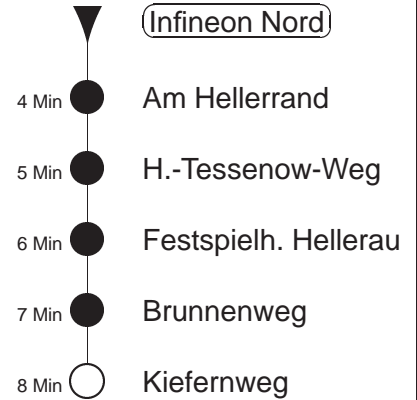 Infineon Nord
4 Min Am Hellerrand
5 Min H.-Tessenow-Weg
6 Min Festspielh. Hellerau
7 Min Brunnenweg
8 Min Kiefernweg